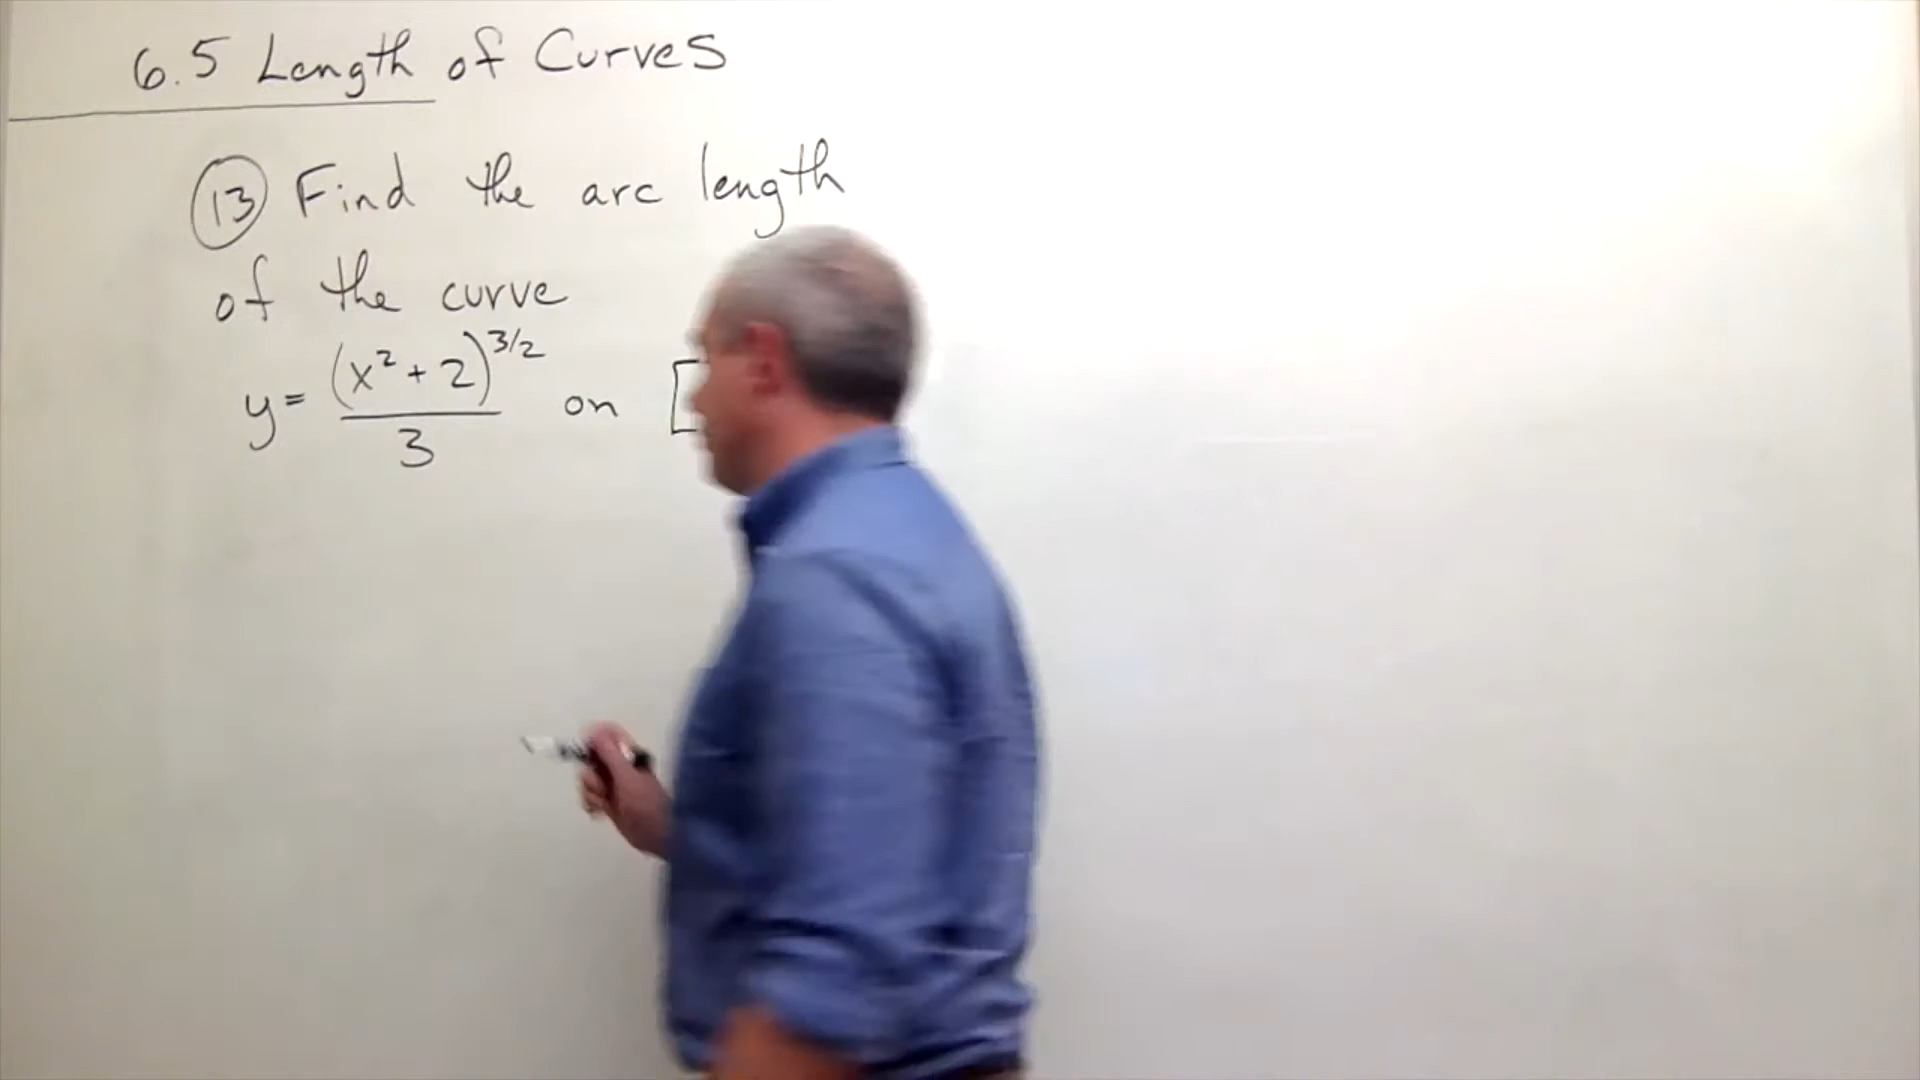 6.5 Length of Curves
13 Find the arc length
of the curve
y = (x² + 2)^3/2 / 3 on [